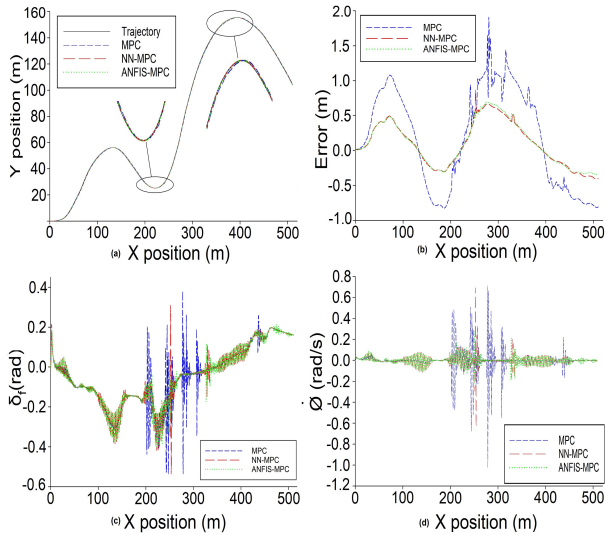 160
140
120
100
80
60
40
20
Y position (m)
Trajectory
MPC
NN-MPC
ANFIS-MPC
0 100 200 300 400 500
(a) X position (m)
2.0
1.5
1.0
0.5
0.0
-0.5
-1.0
Error (m)
MPC
NN-MPC
ANFIS-MPC
0 100 200 300 400 500
(b) X position (m)
0.4
0.2
0.0
-0.2
-0.4
-0.6
δf(rad)
MPC
NN-MPC
ANFIS-MPC
0 100 200 300 400 500
(c) X position (m)
0.8
0.6
0.4
0.2
0.0
-0.2
-0.4
-0.6
-0.8
-1.0
-1.2
Ø̇ (rad/s)
MPC
NN-MPC
ANFIS-MPC
0 100 200 300 400 500
(d) X position (m)